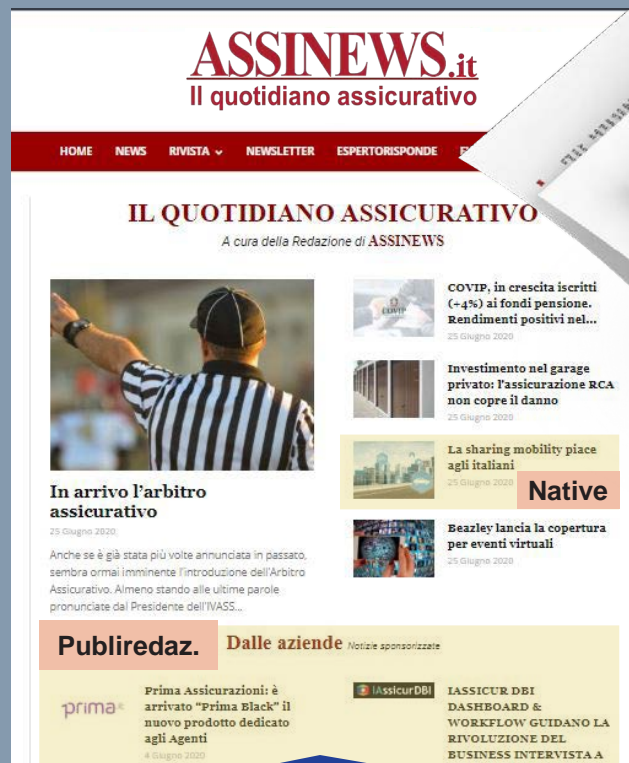 ASSINEWS.it
Il quotidiano assicurativo
HOME NEWS RIVISTA NEWSLETTER ESPERTORISPONDE
IL QUOTIDIANO ASSICURATIVO
A cura della Redazione di ASSINEWS
In arrivo l'arbitro
assicurativo
25 Giugno 2020
Anche se è già stata più volte annunciata in passato,
sembra ormai imminente l'introduzione dell'Arbitro
Assicurativo. Almeno stando alle ultime parole
pronunciate dal Presidente dell'IVASS...
COVIP
COVIP, in crescita iscritti
(+4%) ai fondi pensione.
Rendimenti positivi nel...
25 Giugno 2020
Investimento nel garage
privato: l'assicurazione RCA
non copre il danno
25 Giugno 2020
La sharing mobility piace
agli italiani
25 Giugno 2020
Native
Beazley lancia la copertura
per eventi virtuali
25 Giugno 2020
Publiredaz.
Dalle aziende Notizie sponsorizzate
prima
Prima Assicurazioni: è
arrivato "Prima Black" il
nuovo prodotto dedicato
agli Agenti
4 Giugno 2020
IAssicurDBI
IASSICUR DBI
DASHBOARD &
WORKFLOW GUIDANO LA
RIVOLUZIONE DEL
BUSINESS INTERVISTA A